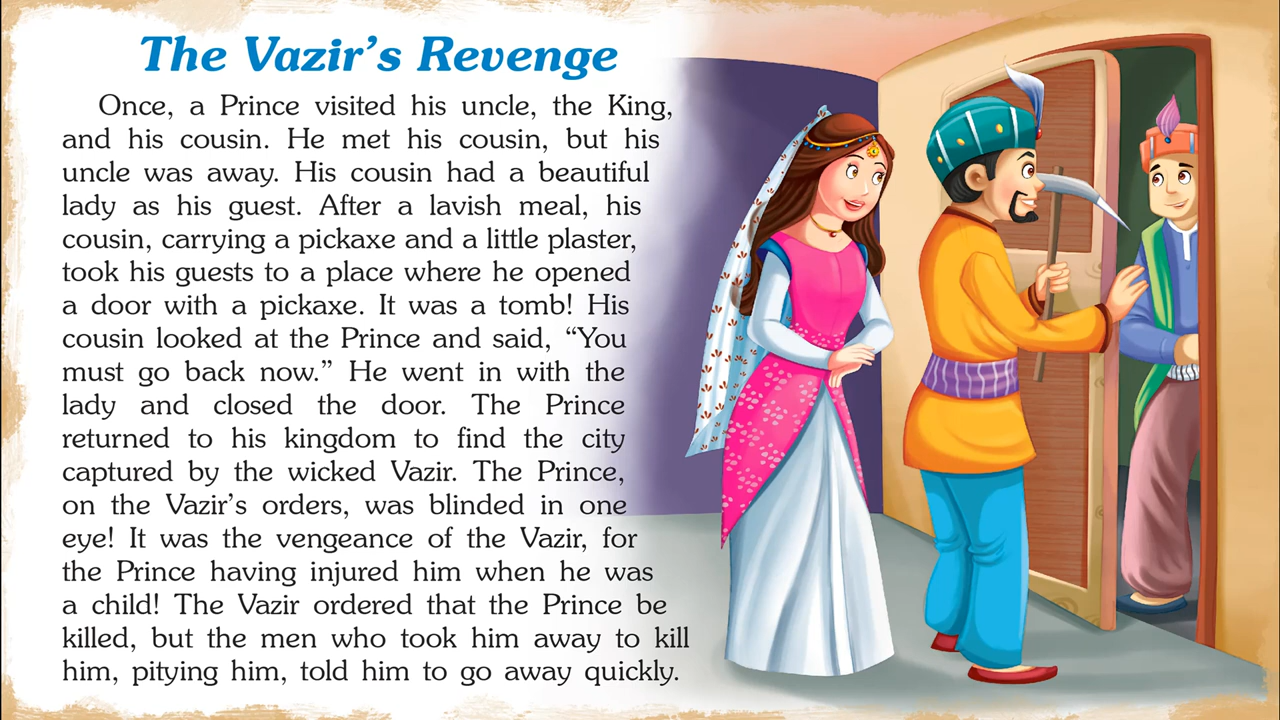 The Vazir’s Revenge
Once, a Prince visited his uncle, the King,
and his cousin. He met his cousin, but his
uncle was away. His cousin had a beautiful
lady as his guest. After a lavish meal, his
cousin, carrying a pickaxe and a little plaster,
took his guests to a place where he opened
a door with a pickaxe. It was a tomb! His
cousin looked at the Prince and said, “You
must go back now.” He went in with the
lady and closed the door. The Prince
returned to his kingdom to find the city
captured by the wicked Vazir. The Prince,
on the Vazir’s orders, was blinded in one
eye! It was the vengeance of the Vazir, for
the Prince having injured him when he was
a child! The Vazir ordered that the Prince be
killed, but the men who took him away to kill
him, pitying him, told him to go away quickly.